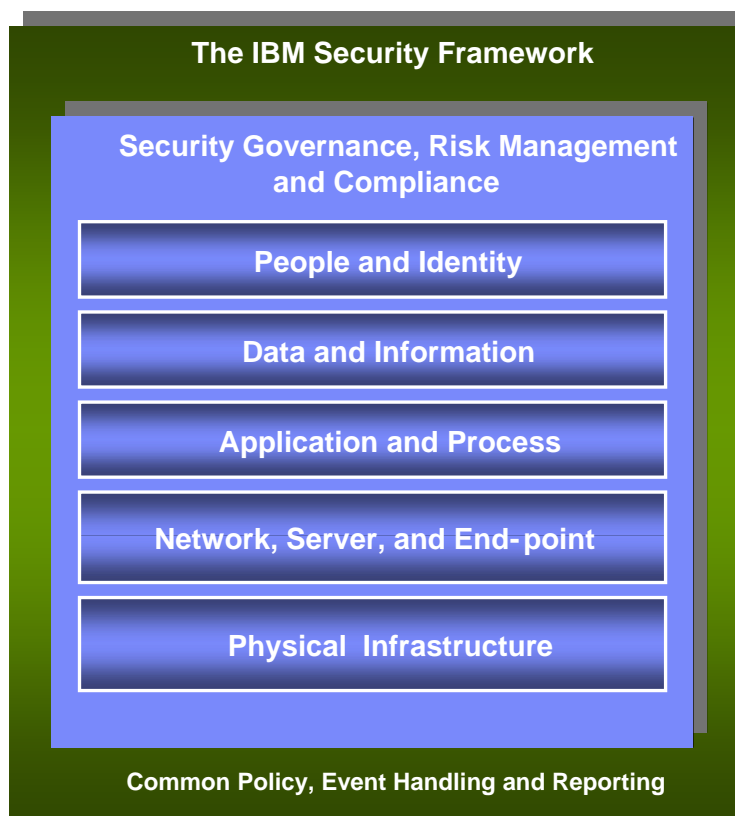 The IBM Security Framework
Security Governance, Risk Management
and Compliance
People and Identity
Data and Information
Application and Process
Network, Server, and End-point
Physical Infrastructure
Common Policy, Event Handling and Reporting